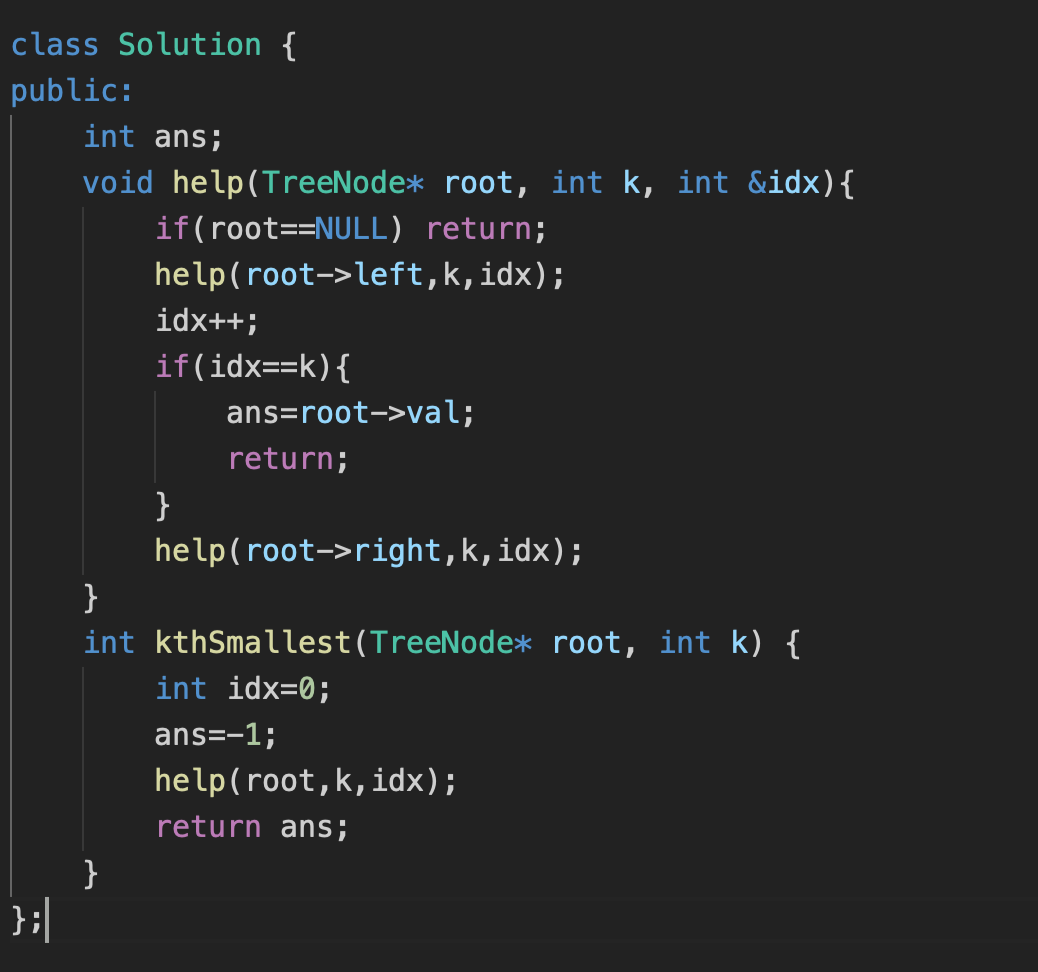 class Solution {
public:
    int ans;
    void help(TreeNode* root, int k, int &idx){
        if(root==NULL) return;
        help(root->left,k,idx);
        idx++;
        if(idx==k){
            ans=root->val;
            return;
        }
        help(root->right,k,idx);
    }
    int kthSmallest(TreeNode* root, int k) {
        int idx=0;
        ans=-1;
        help(root,k,idx);
        return ans;
    }
};